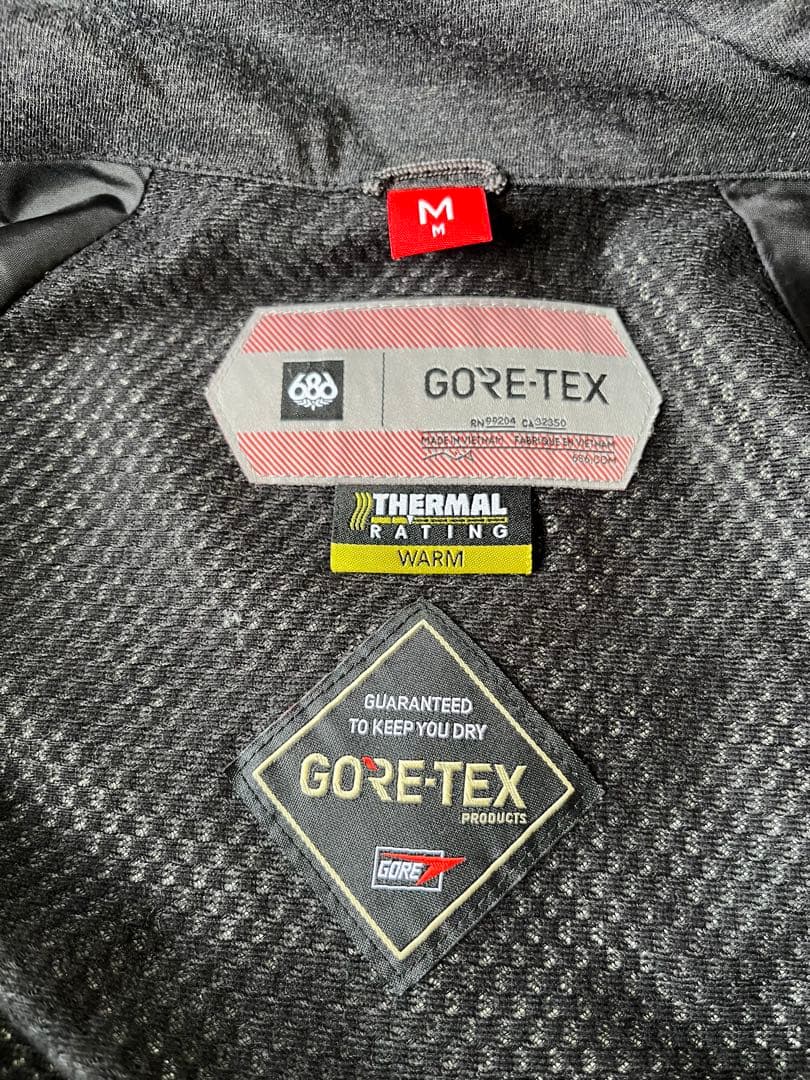 M
M
686
GORE-TEX
RN 99204 CA 32350
MADE IN VIETNAM FABRIQUE EN VIETNAM
686.COM
THERMAL
RATING
WARM
GUARANTEED
TO KEEP YOU DRY
GORE-TEX
PRODUCTS
GORE